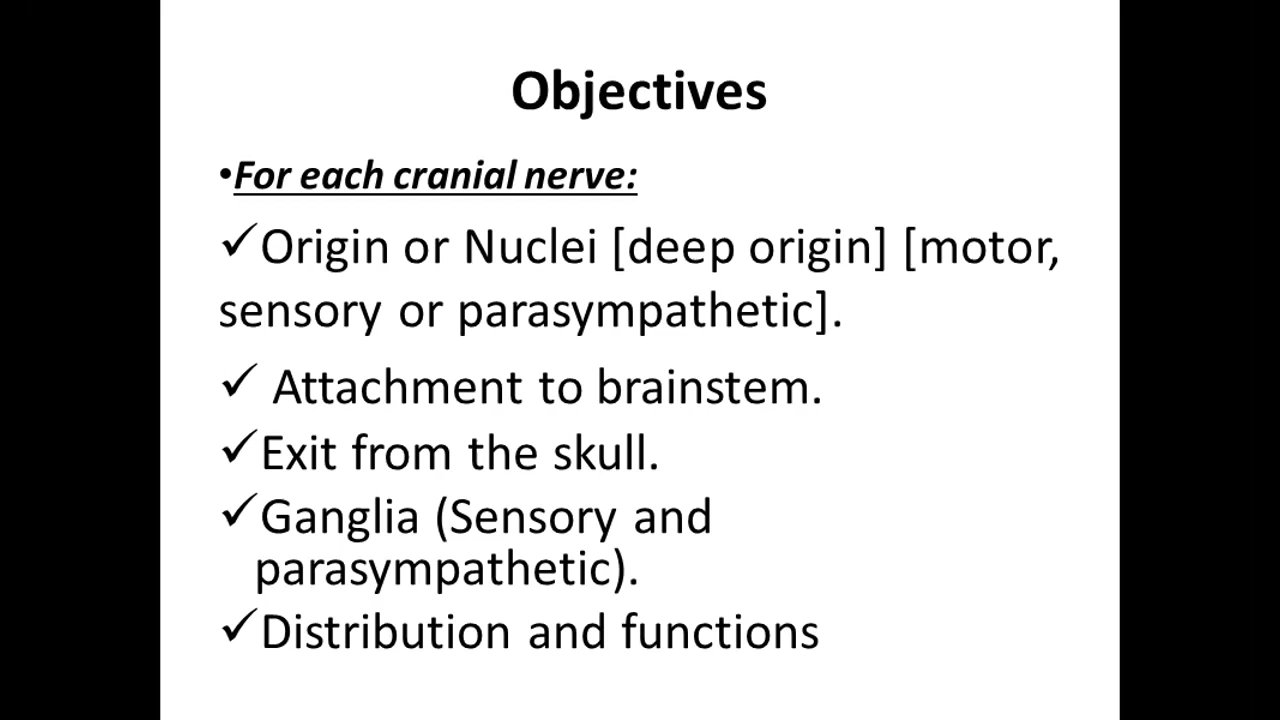 Objectives
•For each cranial nerve:
✓Origin or Nuclei [deep origin] [motor,
sensory or parasympathetic].
✓ Attachment to brainstem.
✓Exit from the skull.
✓Ganglia (Sensory and
parasympathetic).
✓Distribution and functions